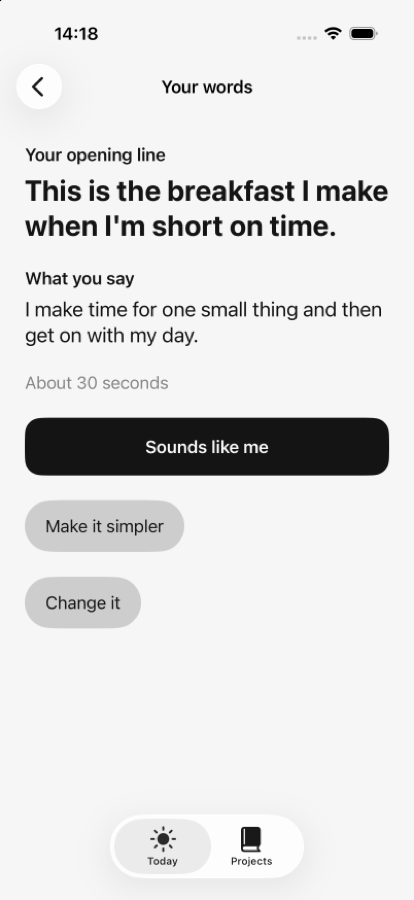 14:18
Your words
Your opening line
This is the breakfast I make
when I'm short on time.
What you say
I make time for one small thing and then
get on with my day.
About 30 seconds
Sounds like me
Make it simpler
Change it
Today
Projects